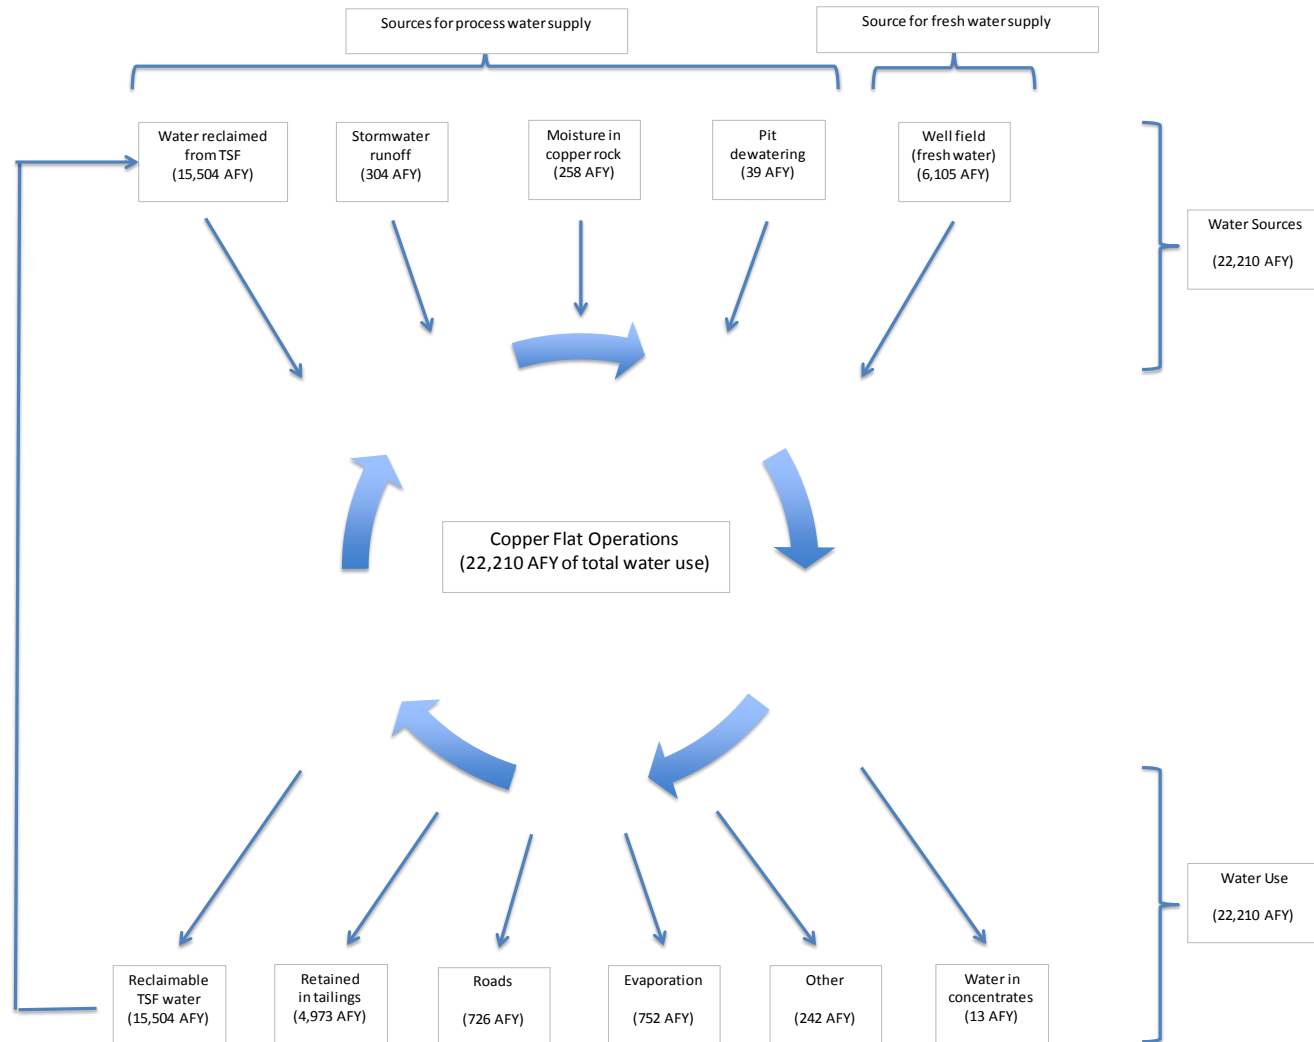 Sources for process water supply
Source for fresh water supply
Water reclaimed
from TSF
(15,504 AFY)
Stormwater
runoff
(304 AFY)
Moisture in
copper rock
(258 AFY)
Pit
dewatering
(39 AFY)
Well field
(fresh water)
(6,105 AFY)
Water Sources
(22,210 AFY)
Copper Flat Operations
(22,210 AFY of total water use)
Water Use
(22,210 AFY)
Reclaimable
TSF water
(15,504 AFY)
Retained
in tailings
(4,973 AFY)
Roads
(726 AFY)
Evaporation
(752 AFY)
Other
(242 AFY)
Water in
concentrates
(13 AFY)